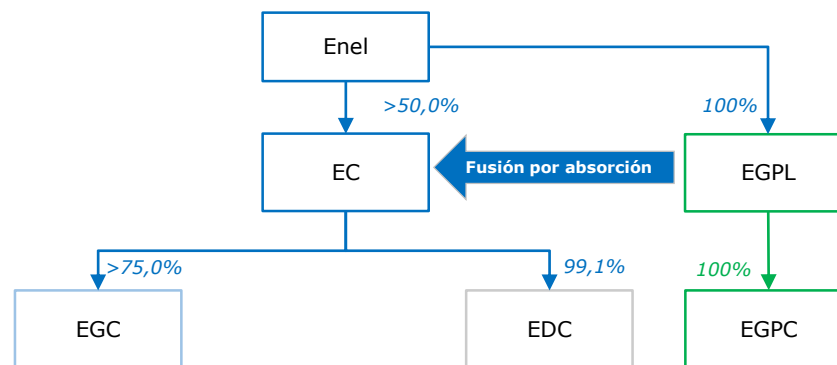 Enel
>50,0%
100%
EC
Fusión por absorción
EGPL
>75,0%
99,1%
100%
EGC
EDC
EGPC